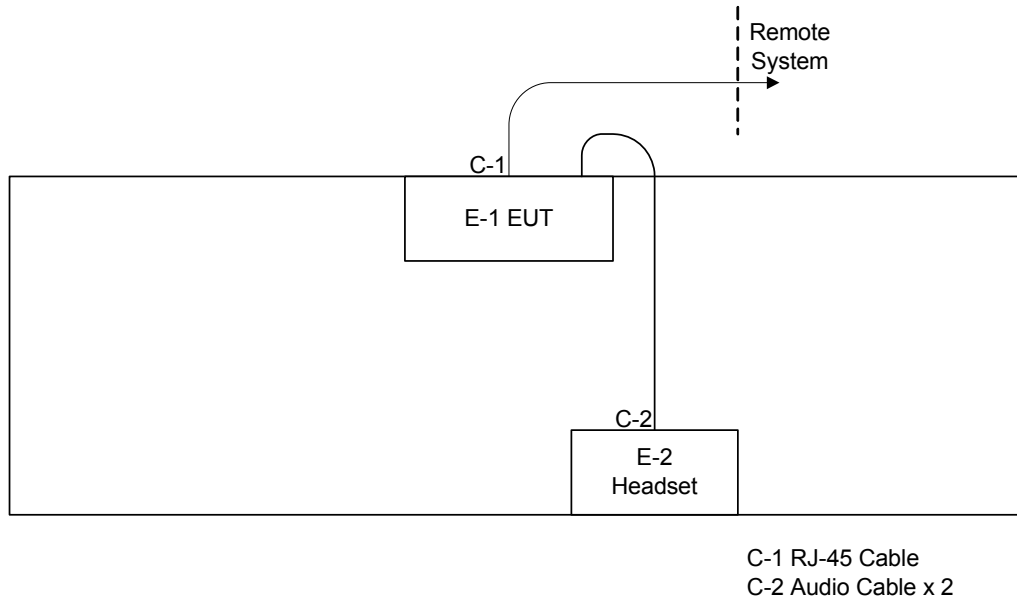 Remote
System
C-1
E-1 EUT
C-2
E-2
Headset
C-1 RJ-45 Cable
C-2 Audio Cable x 2